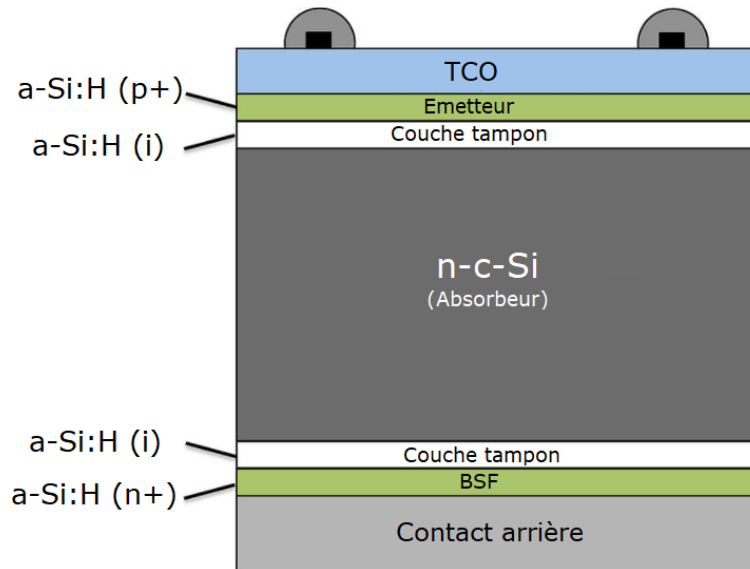 TCO
a-Si:H (p+)
Emetteur
a-Si:H (i)
Couche tampon
n-c-Si
(Absorbeur)
a-Si:H (i)
Couche tampon
a-Si:H (n+)
BSF
Contact arrière